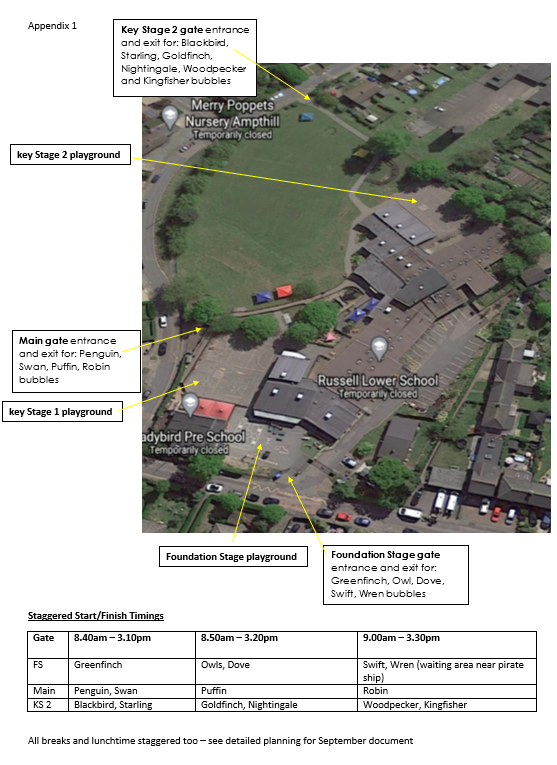 Appendix 1
Key Stage 2 gate entrance
and exit for: Blackbird,
Starling, Goldfinch,
Nightingale, Woodpecker
and Kingfisher bubbles
Merry Poppets
Nursery Ampthill
Temporarily closed
key Stage 2 playground
Main gate entrance
and exit for: Penguin,
Swan, Puffin, Robin
bubbles
Russell Lower School
Temporarily closed
key Stage 1 playground
adybird Pre School
Temporarily closed
Foundation Stage playground
Foundation Stage gate
entrance and exit for:
Greenfinch, Owl, Dove,
Swift, Wren bubbles
Staggered Start/Finish Timings
Gate 8.40am – 3.10pm 8.50am – 3.20pm 9.00am – 3.30pm
FS Greenfinch Owls, Dove Swift, Wren (waiting area near pirate
ship)
Main Penguin, Swan Puffin Robin
KS 2 Blackbird, Starling Goldfinch, Nightingale Woodpecker, Kingfisher
All breaks and lunchtime staggered too – see detailed planning for September document